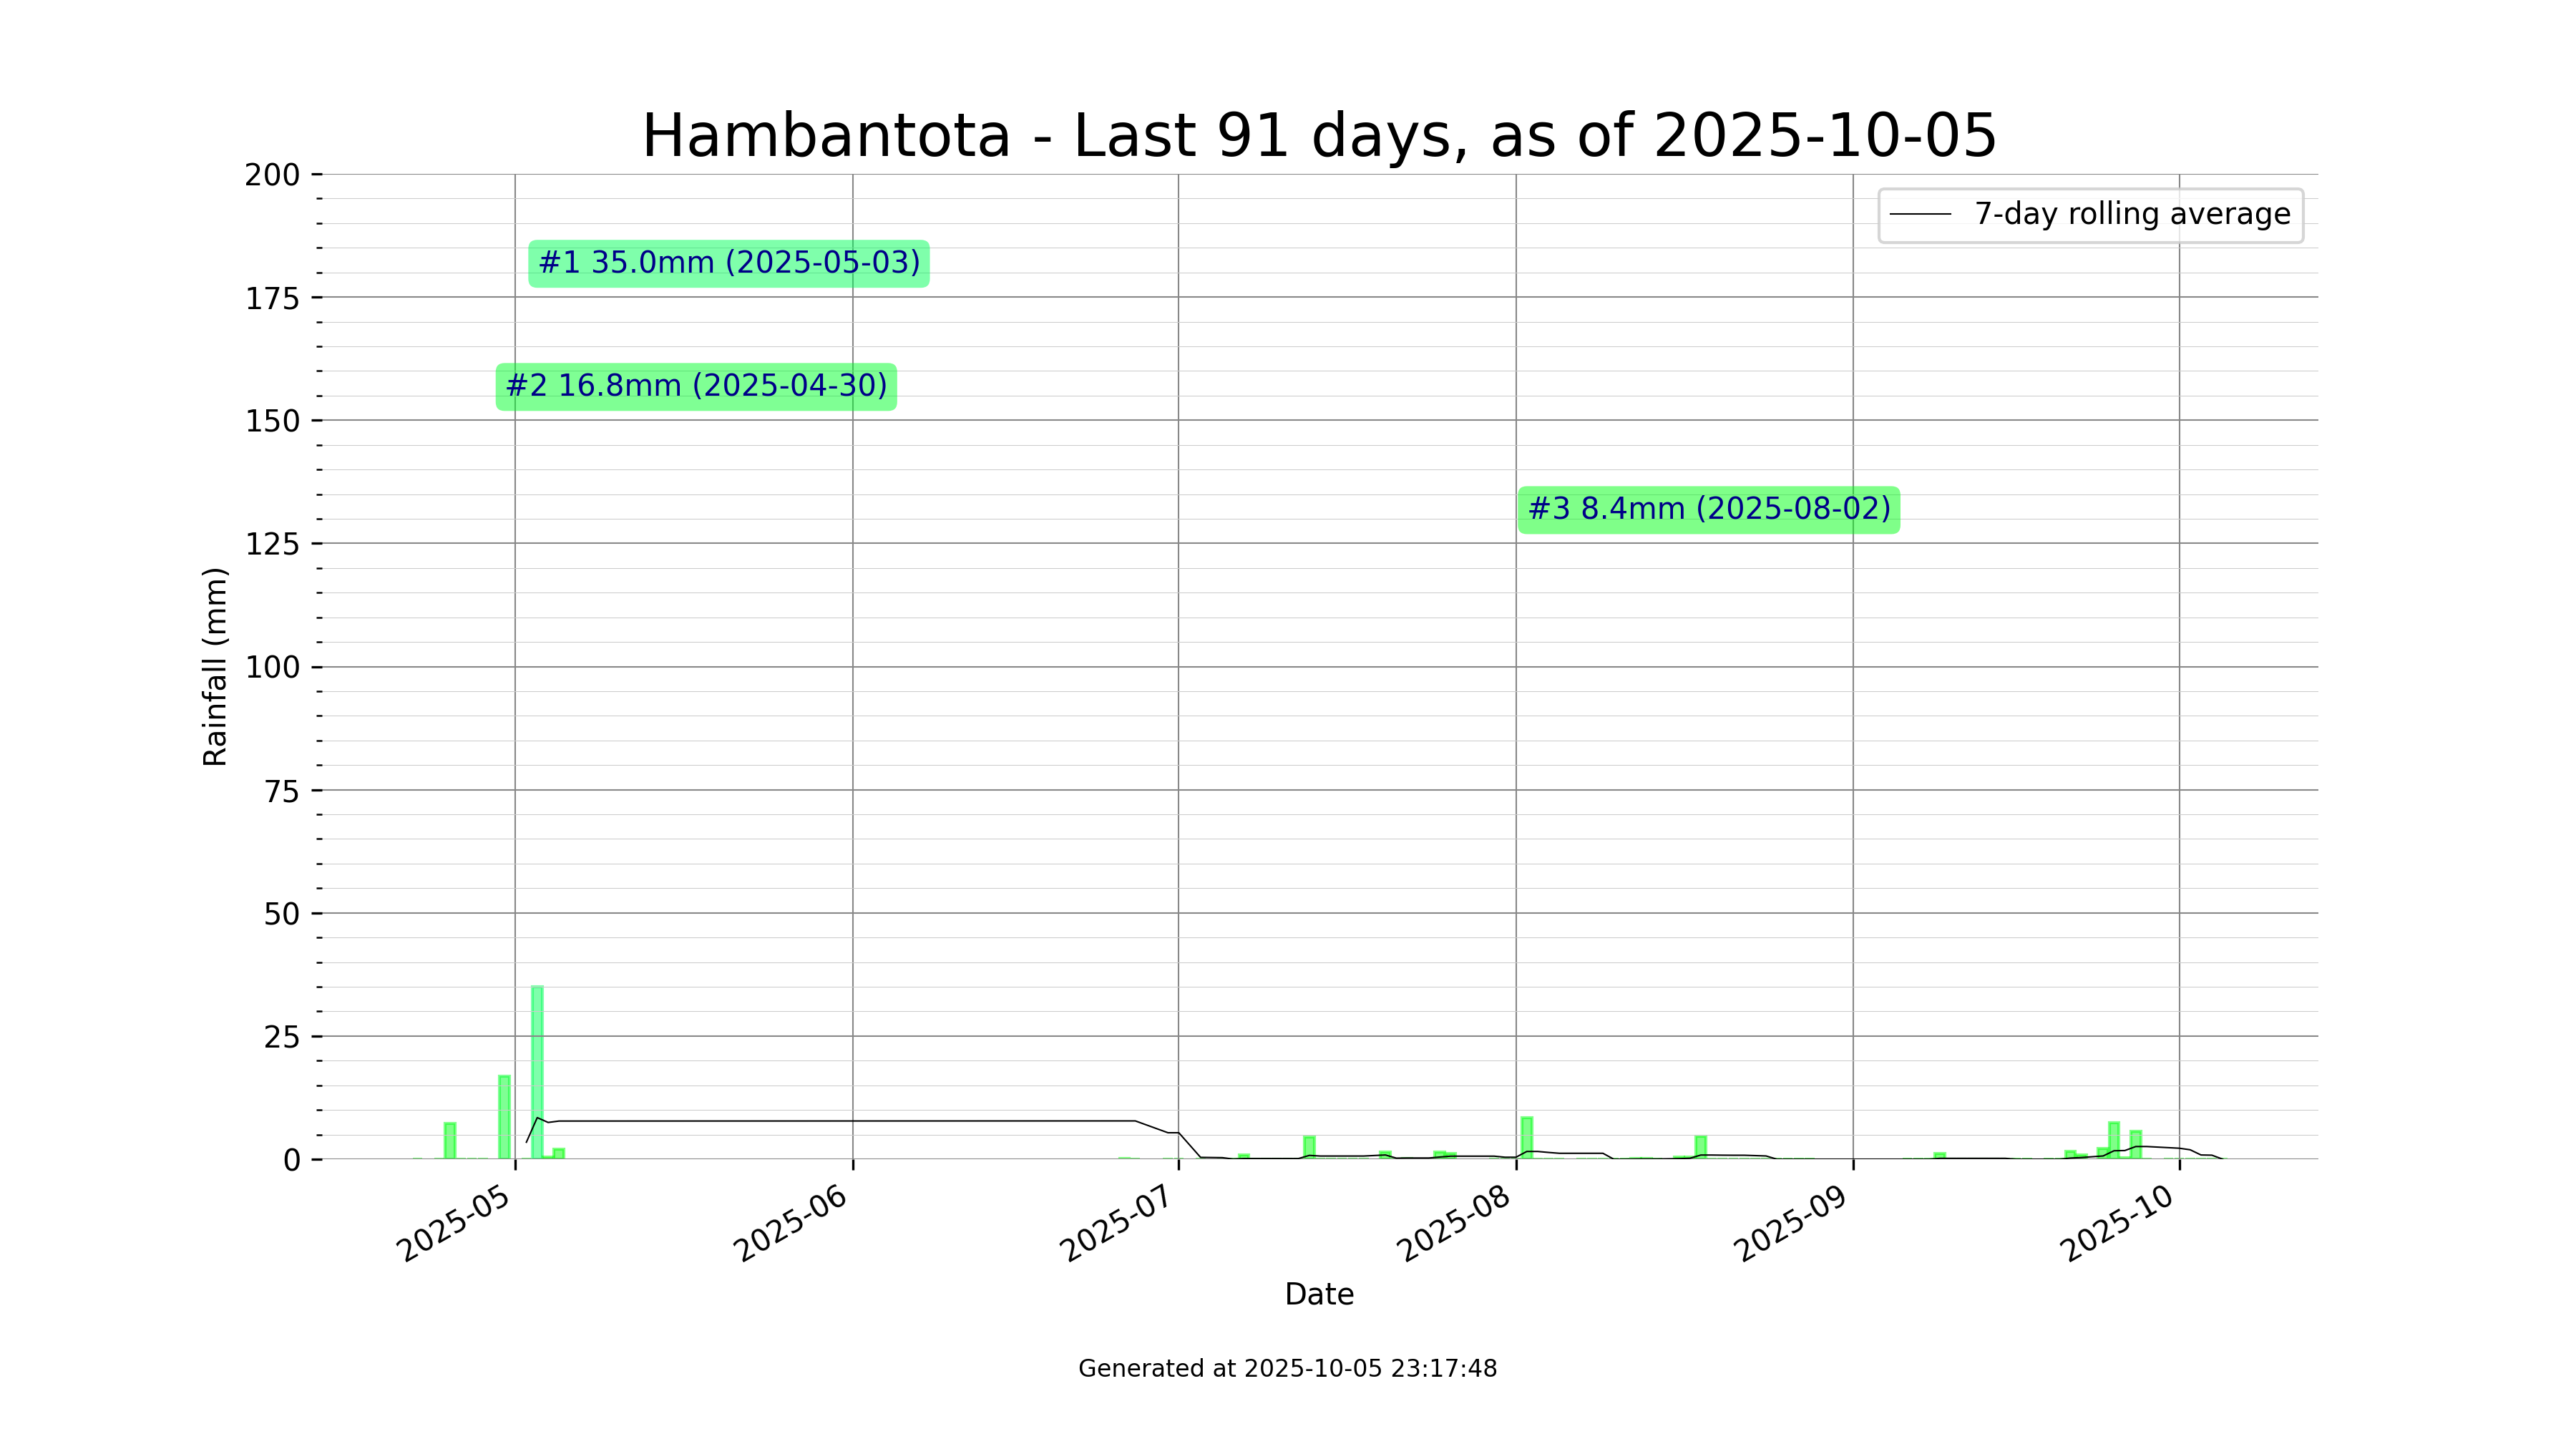 Hambantota - Last 91 days, as of 2025-10-05
7-day rolling average
#1 35.0mm (2025-05-03)
#2 16.8mm (2025-04-30)
#3 8.4mm (2025-08-02)
Rainfall (mm)
200
175
150
125
100
75
50
25
0
2025-05
2025-06
2025-07
2025-08
2025-09
2025-10
Date
Generated at 2025-10-05 23:17:48